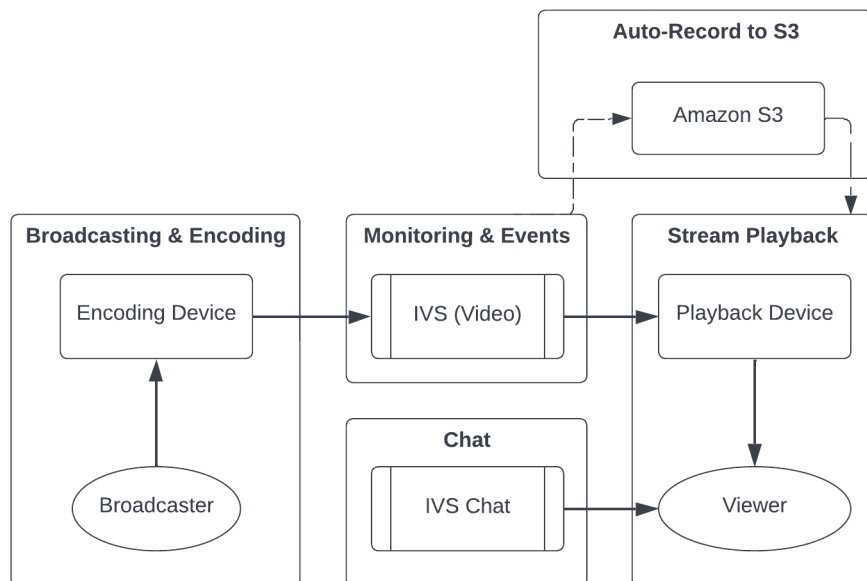 Auto-Record to S3
Amazon S3
Broadcasting & Encoding
Monitoring & Events
Stream Playback
Encoding Device
IVS (Video)
Playback Device
Chat
Broadcaster
IVS Chat
Viewer